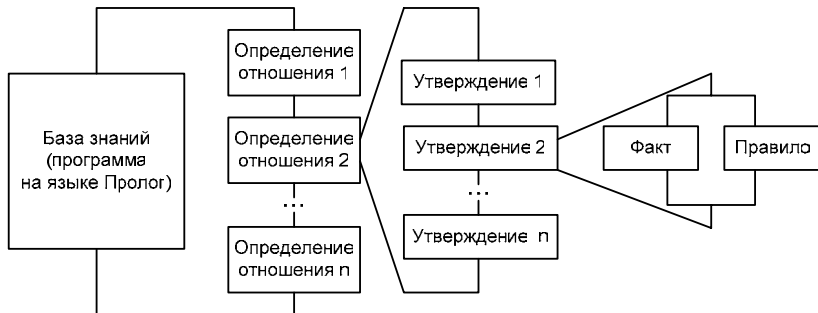 База знаний
(программа
на языке Пролог)
Определение
отношения 1
Определение
отношения 2
...
Определение
отношения n
Утверждение 1
Утверждение 2
...
Утверждение n
Факт
Правило